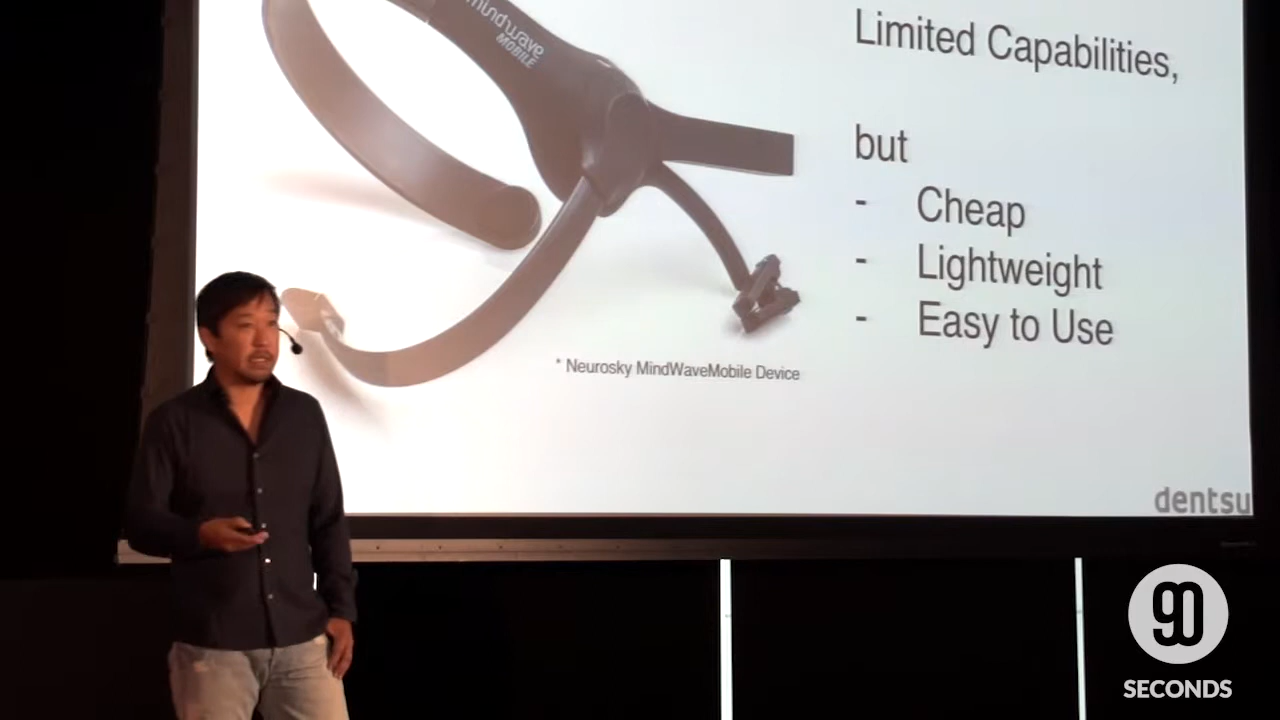 mindwave
MOBILE
Limited Capabilities,
but
- Cheap
- Lightweight
- Easy to Use
* Neurosky MindWaveMobile Device
dentsu
90
SECONDS